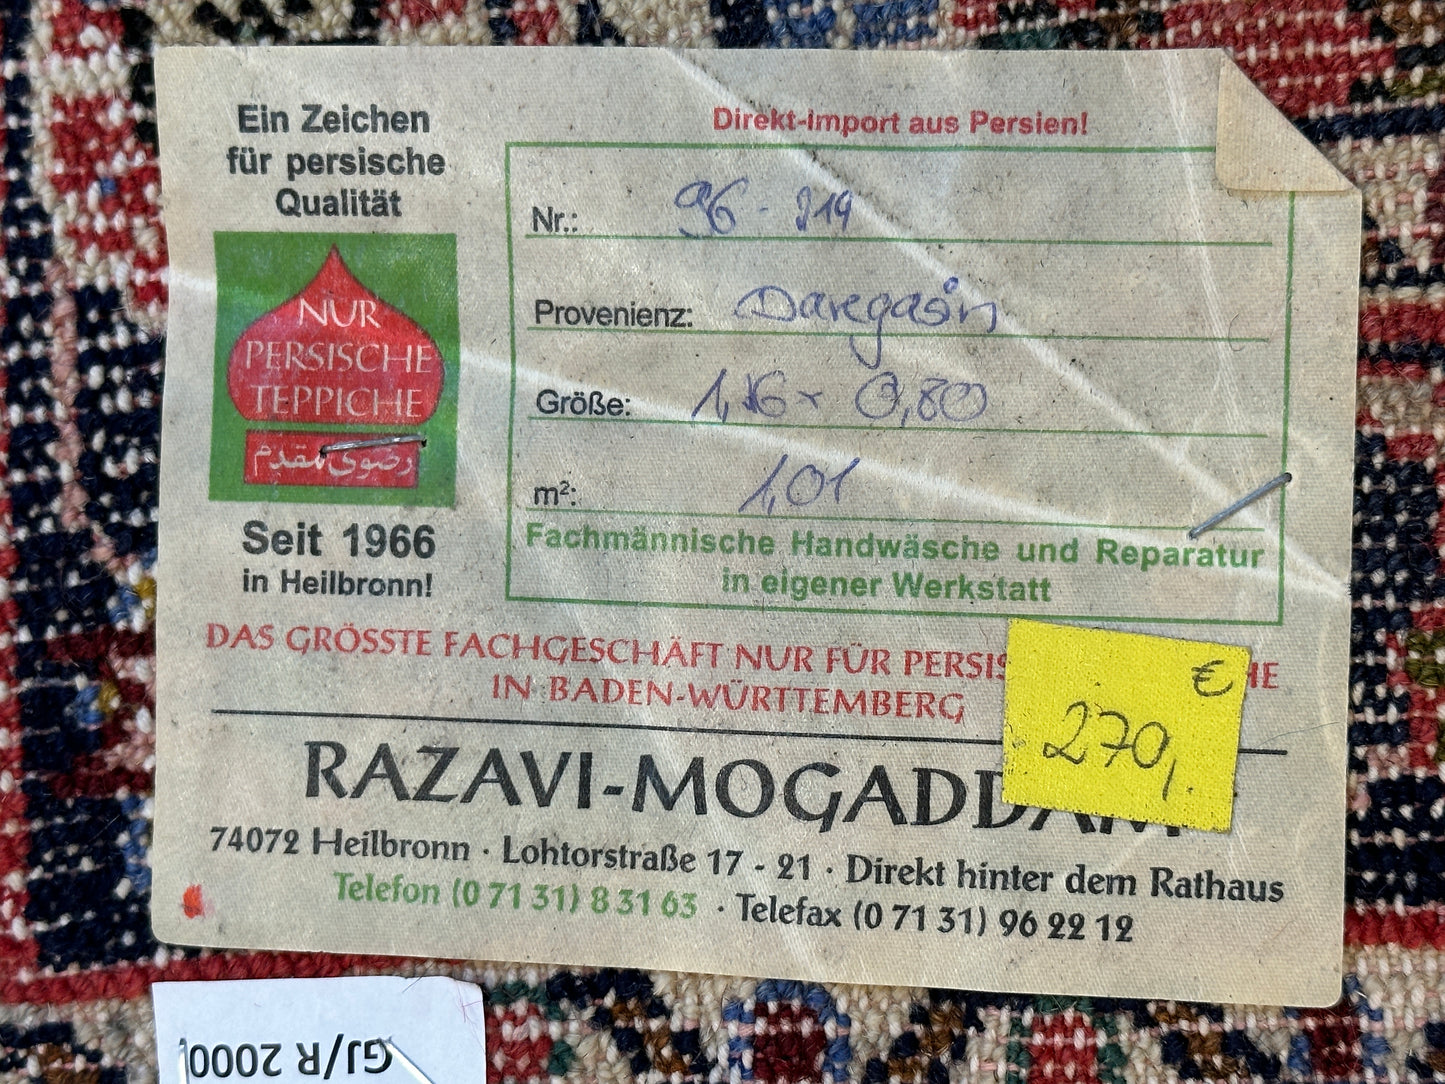 Ein Zeichen
für persische
Qualität
NUR
PERSISCHE
TEPPICHE
رضوی مقدم
Seit 1966
in Heilbronn!
Direkt-Import aus Persien!
Nr.: 96 - 219
Provenienz: Daregasin
Größe: 1,26 x 0,80
m²: 1,01
Fachmännische Handwäsche und Reparatur
in eigener Werkstatt
DAS GRÖSSTE FACHGESCHÄFT NUR FÜR PERSIS HE
IN BADEN-WÜRTTEMBERG
€
270,
RAZAVI-MOGADDAM
74072 Heilbronn · Lohtorstraße 17 - 21 · Direkt hinter dem Rathaus
Telefon (0 71 31) 8 31 63 · Telefax (0 71 31) 96 22 12
GJ/R 2000